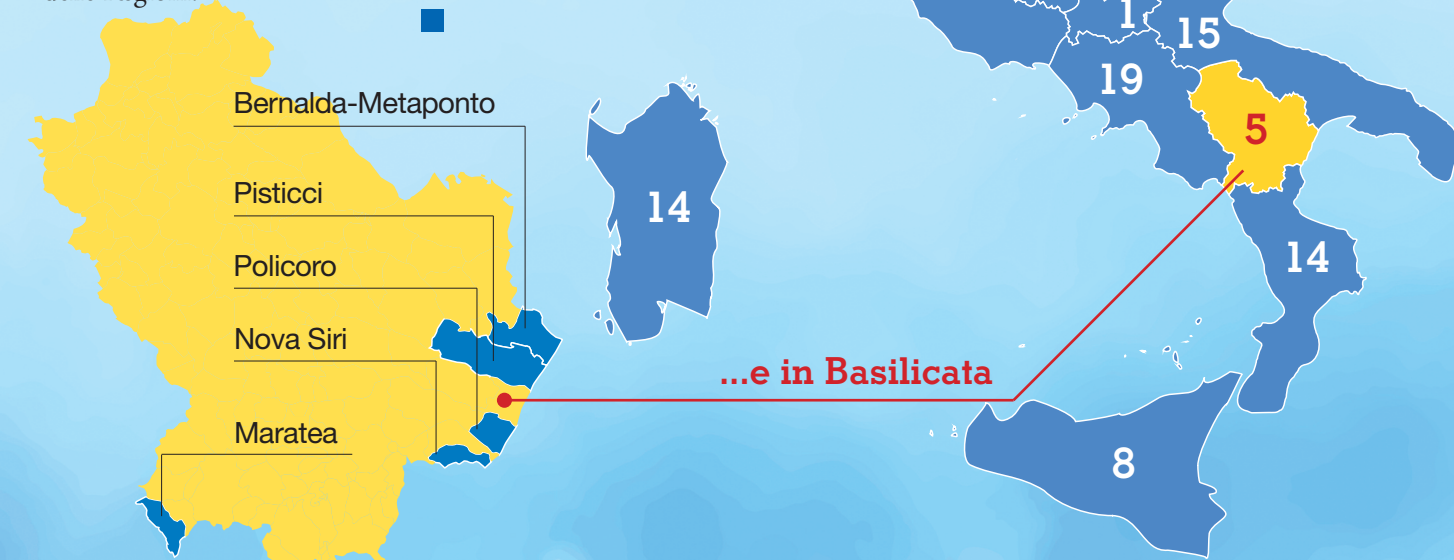 1
15
19
5
14
14
8
Bernalda-Metaponto
Pisticci
Policoro
Nova Siri
Maratea
...e in Basilicata